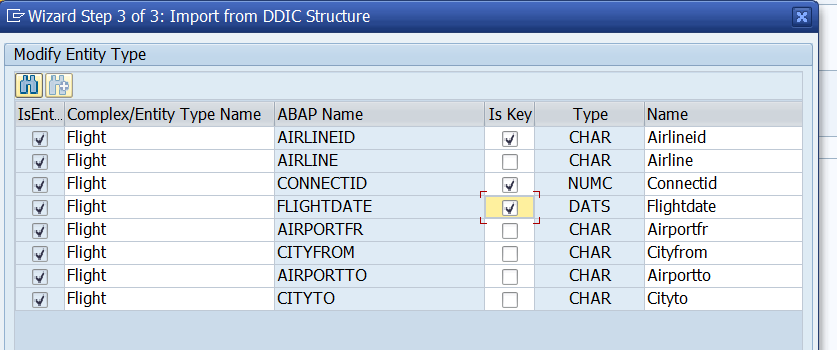 Wizard Step 3 of 3: Import from DDIC Structure
Modify Entity Type
IsEnt... Complex/Entity Type Name ABAP Name Is Key Type Name
Flight AIRLINEID CHAR Airlineid
Flight AIRLINE CHAR Airline
Flight CONNECTID NUMC Connectid
Flight FLIGHTDATE DATS Flightdate
Flight AIRPORTFR CHAR Airportfr
Flight CITYFROM CHAR Cityfrom
Flight AIRPORTTO CHAR Airportto
Flight CITYTO CHAR Cityto